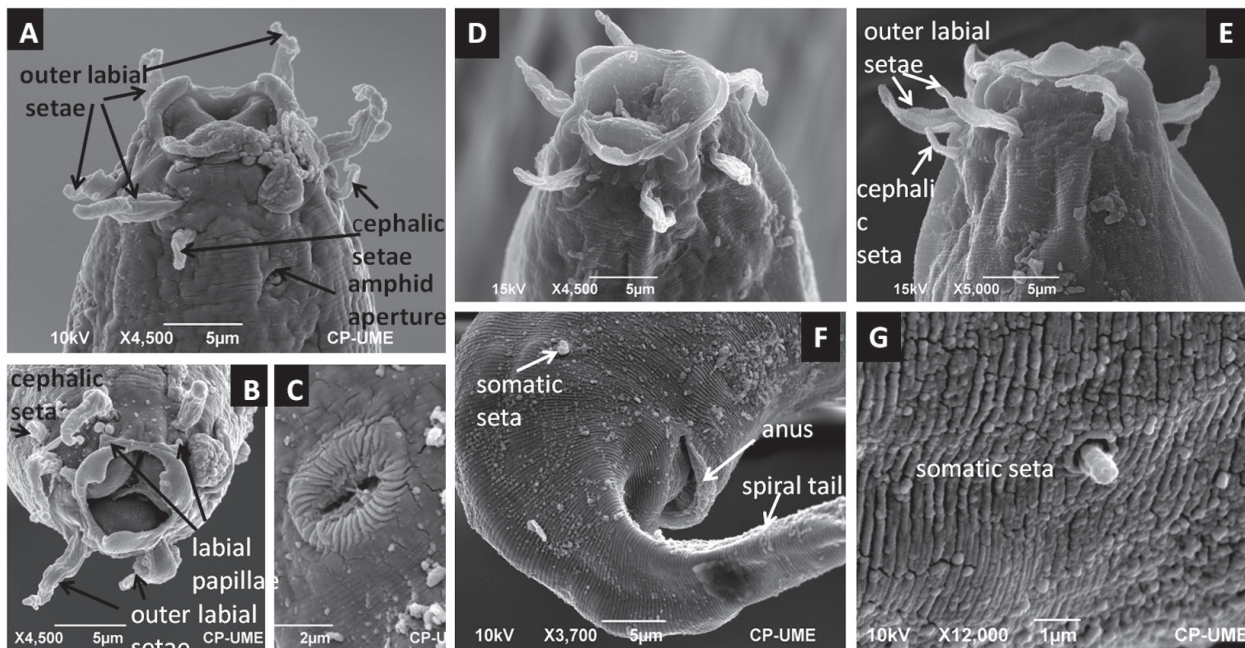 A
outer labial
setae
cephalic
setae
amphid
aperture
10kV X4,500 5µm CP-UME
D
15kV X4,500 5µm
E
outer labial
setae
cephali
c
seta
15kV X5,000 5µm
B
cephalic
seta
labial
papillae
outer labial
setae
X4,500 5µm CP-UME
C
2µm CP-U
F
somatic
seta
anus
spiral tail
10kV X3,700 5µm CP-UME
G
somatic seta
10kV X12,000 1µm CP-UME